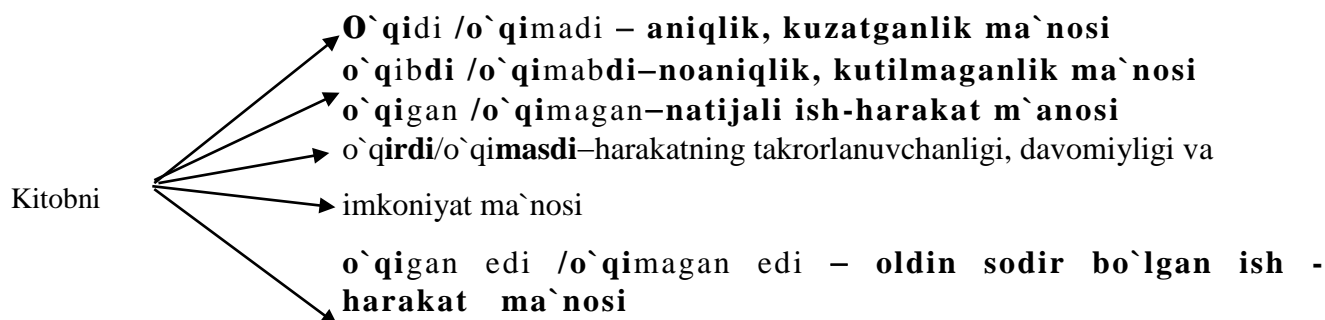 O`qidi /o`qimadi – aniqlik, kuzatganlik ma`nosi
o`qibdi /o`qimabdi–noaniqlik, kutilmaganlik ma`nosi
o`qigan /o`qimagan–natijali ish-harakat m`anosi
o`qirdi/o`qimasdi–harakatning takrorlanuvchanligi, davomiyligi va
Kitobni
imkoniyat ma`nosi
o`qigan edi /o`qimagan edi – oldin sodir bo`lgan ish -
harakat ma`nosi